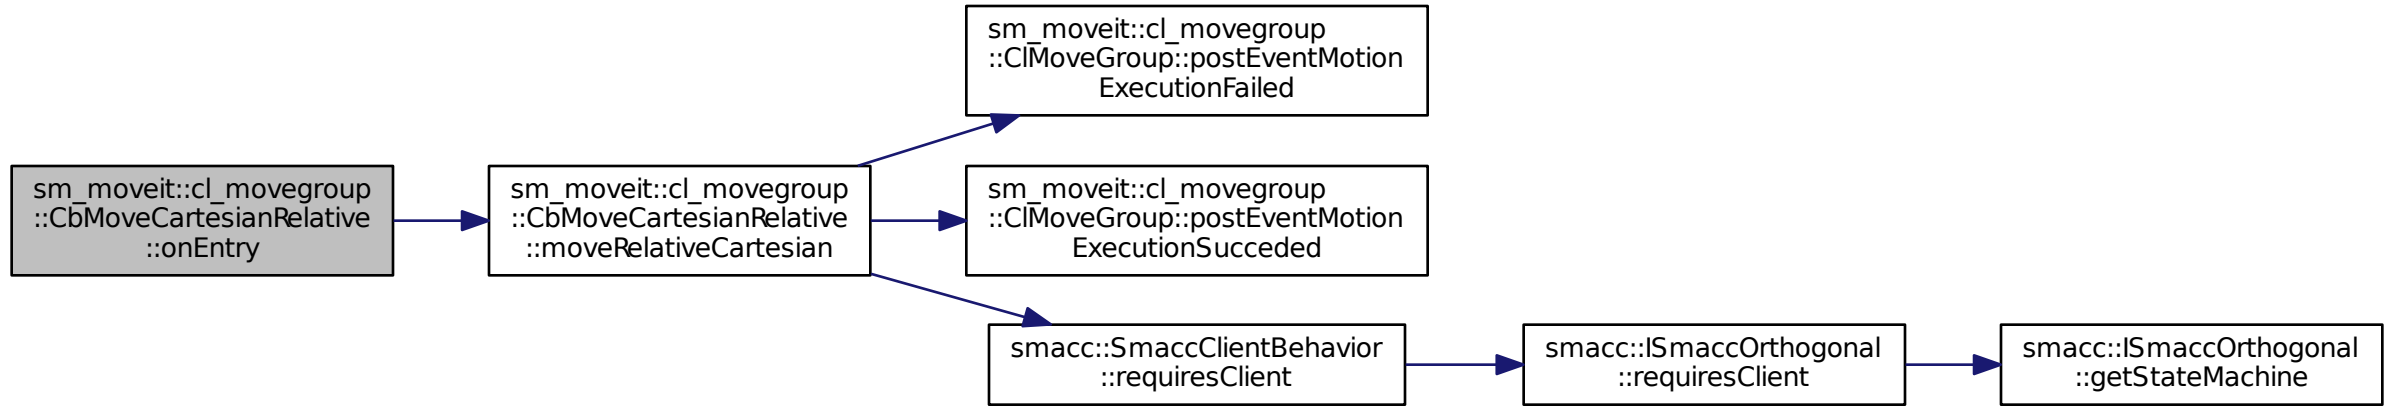 sm_moveit::cl_movegroup
::CbMoveCartesianRelative
::onEntry
sm_moveit::cl_movegroup
::CbMoveCartesianRelative
::moveRelativeCartesian
sm_moveit::cl_movegroup
::ClMoveGroup::postEventMotion
ExecutionFailed
sm_moveit::cl_movegroup
::ClMoveGroup::postEventMotion
ExecutionSucceded
smacc::SmaccClientBehavior
::requiresClient
smacc::ISmaccOrthogonal
::requiresClient
smacc::ISmaccOrthogonal
::getStateMachine